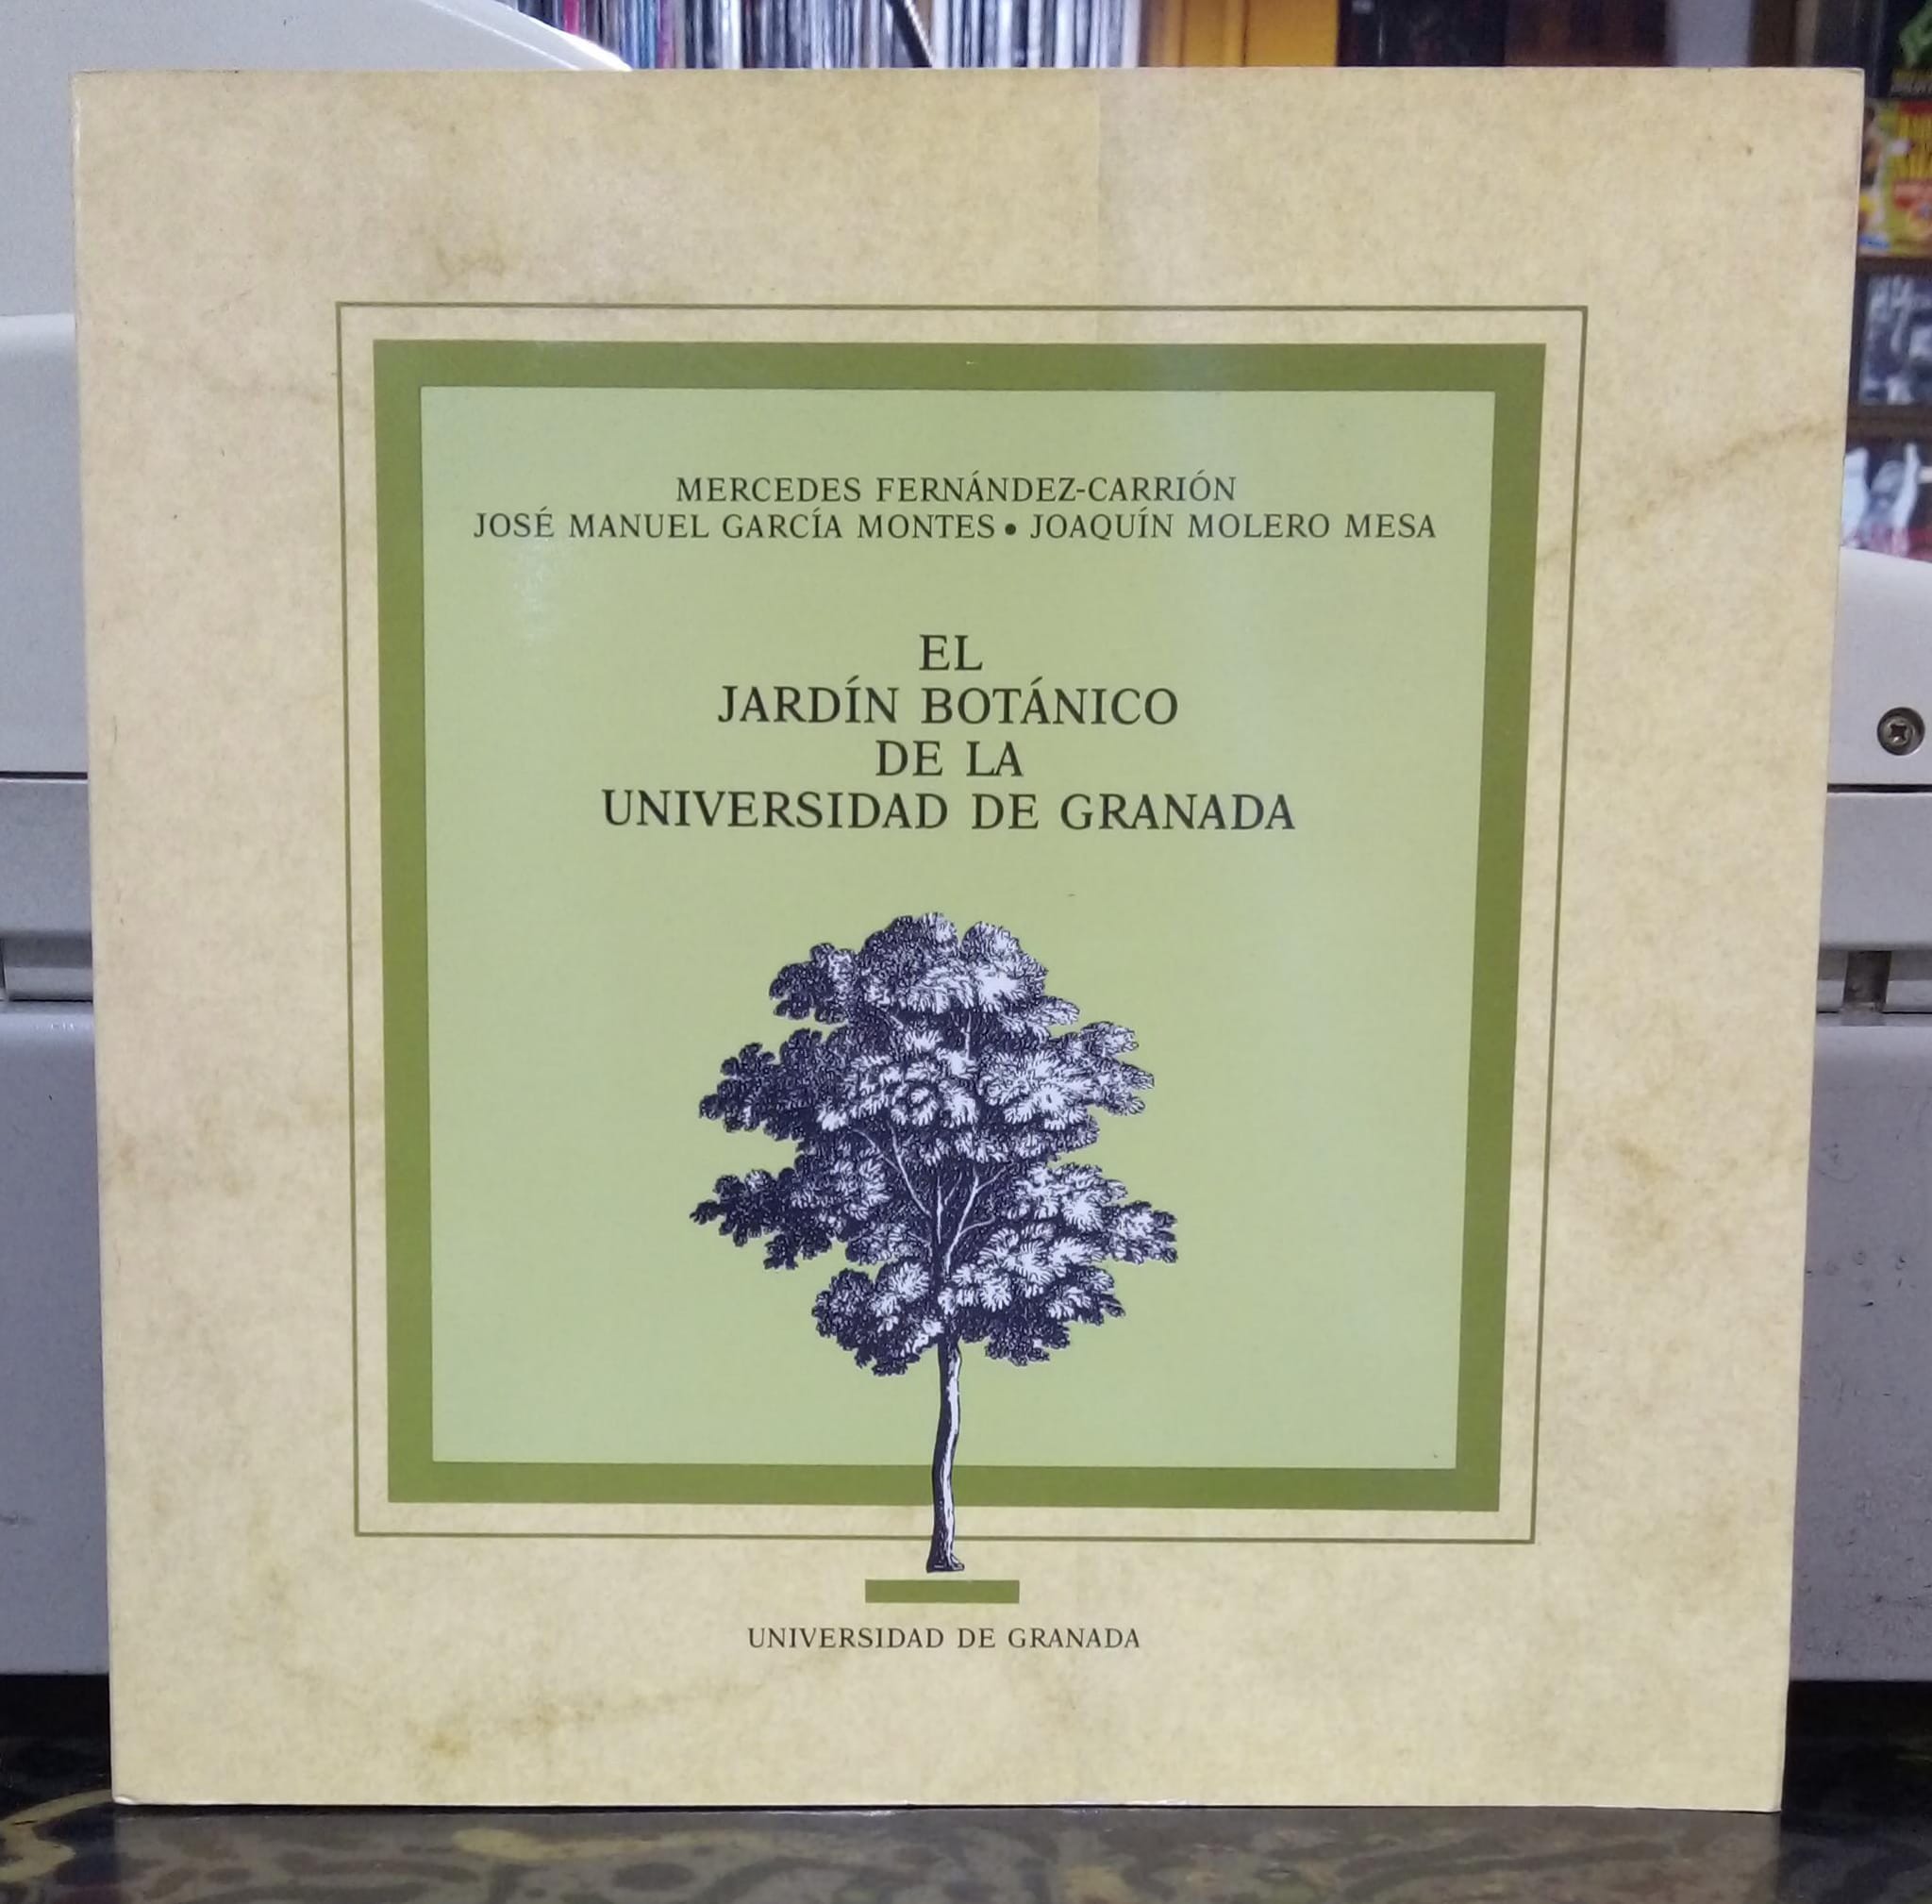 MERCEDES FERNÁNDEZ-CARRIÓN
JOSÉ MANUEL GARCÍA MONTES • JOAQUÍN MOLERO MESA
EL
JARDÍN BOTÁNICO
DE LA
UNIVERSIDAD DE GRANADA
UNIVERSIDAD DE GRANADA